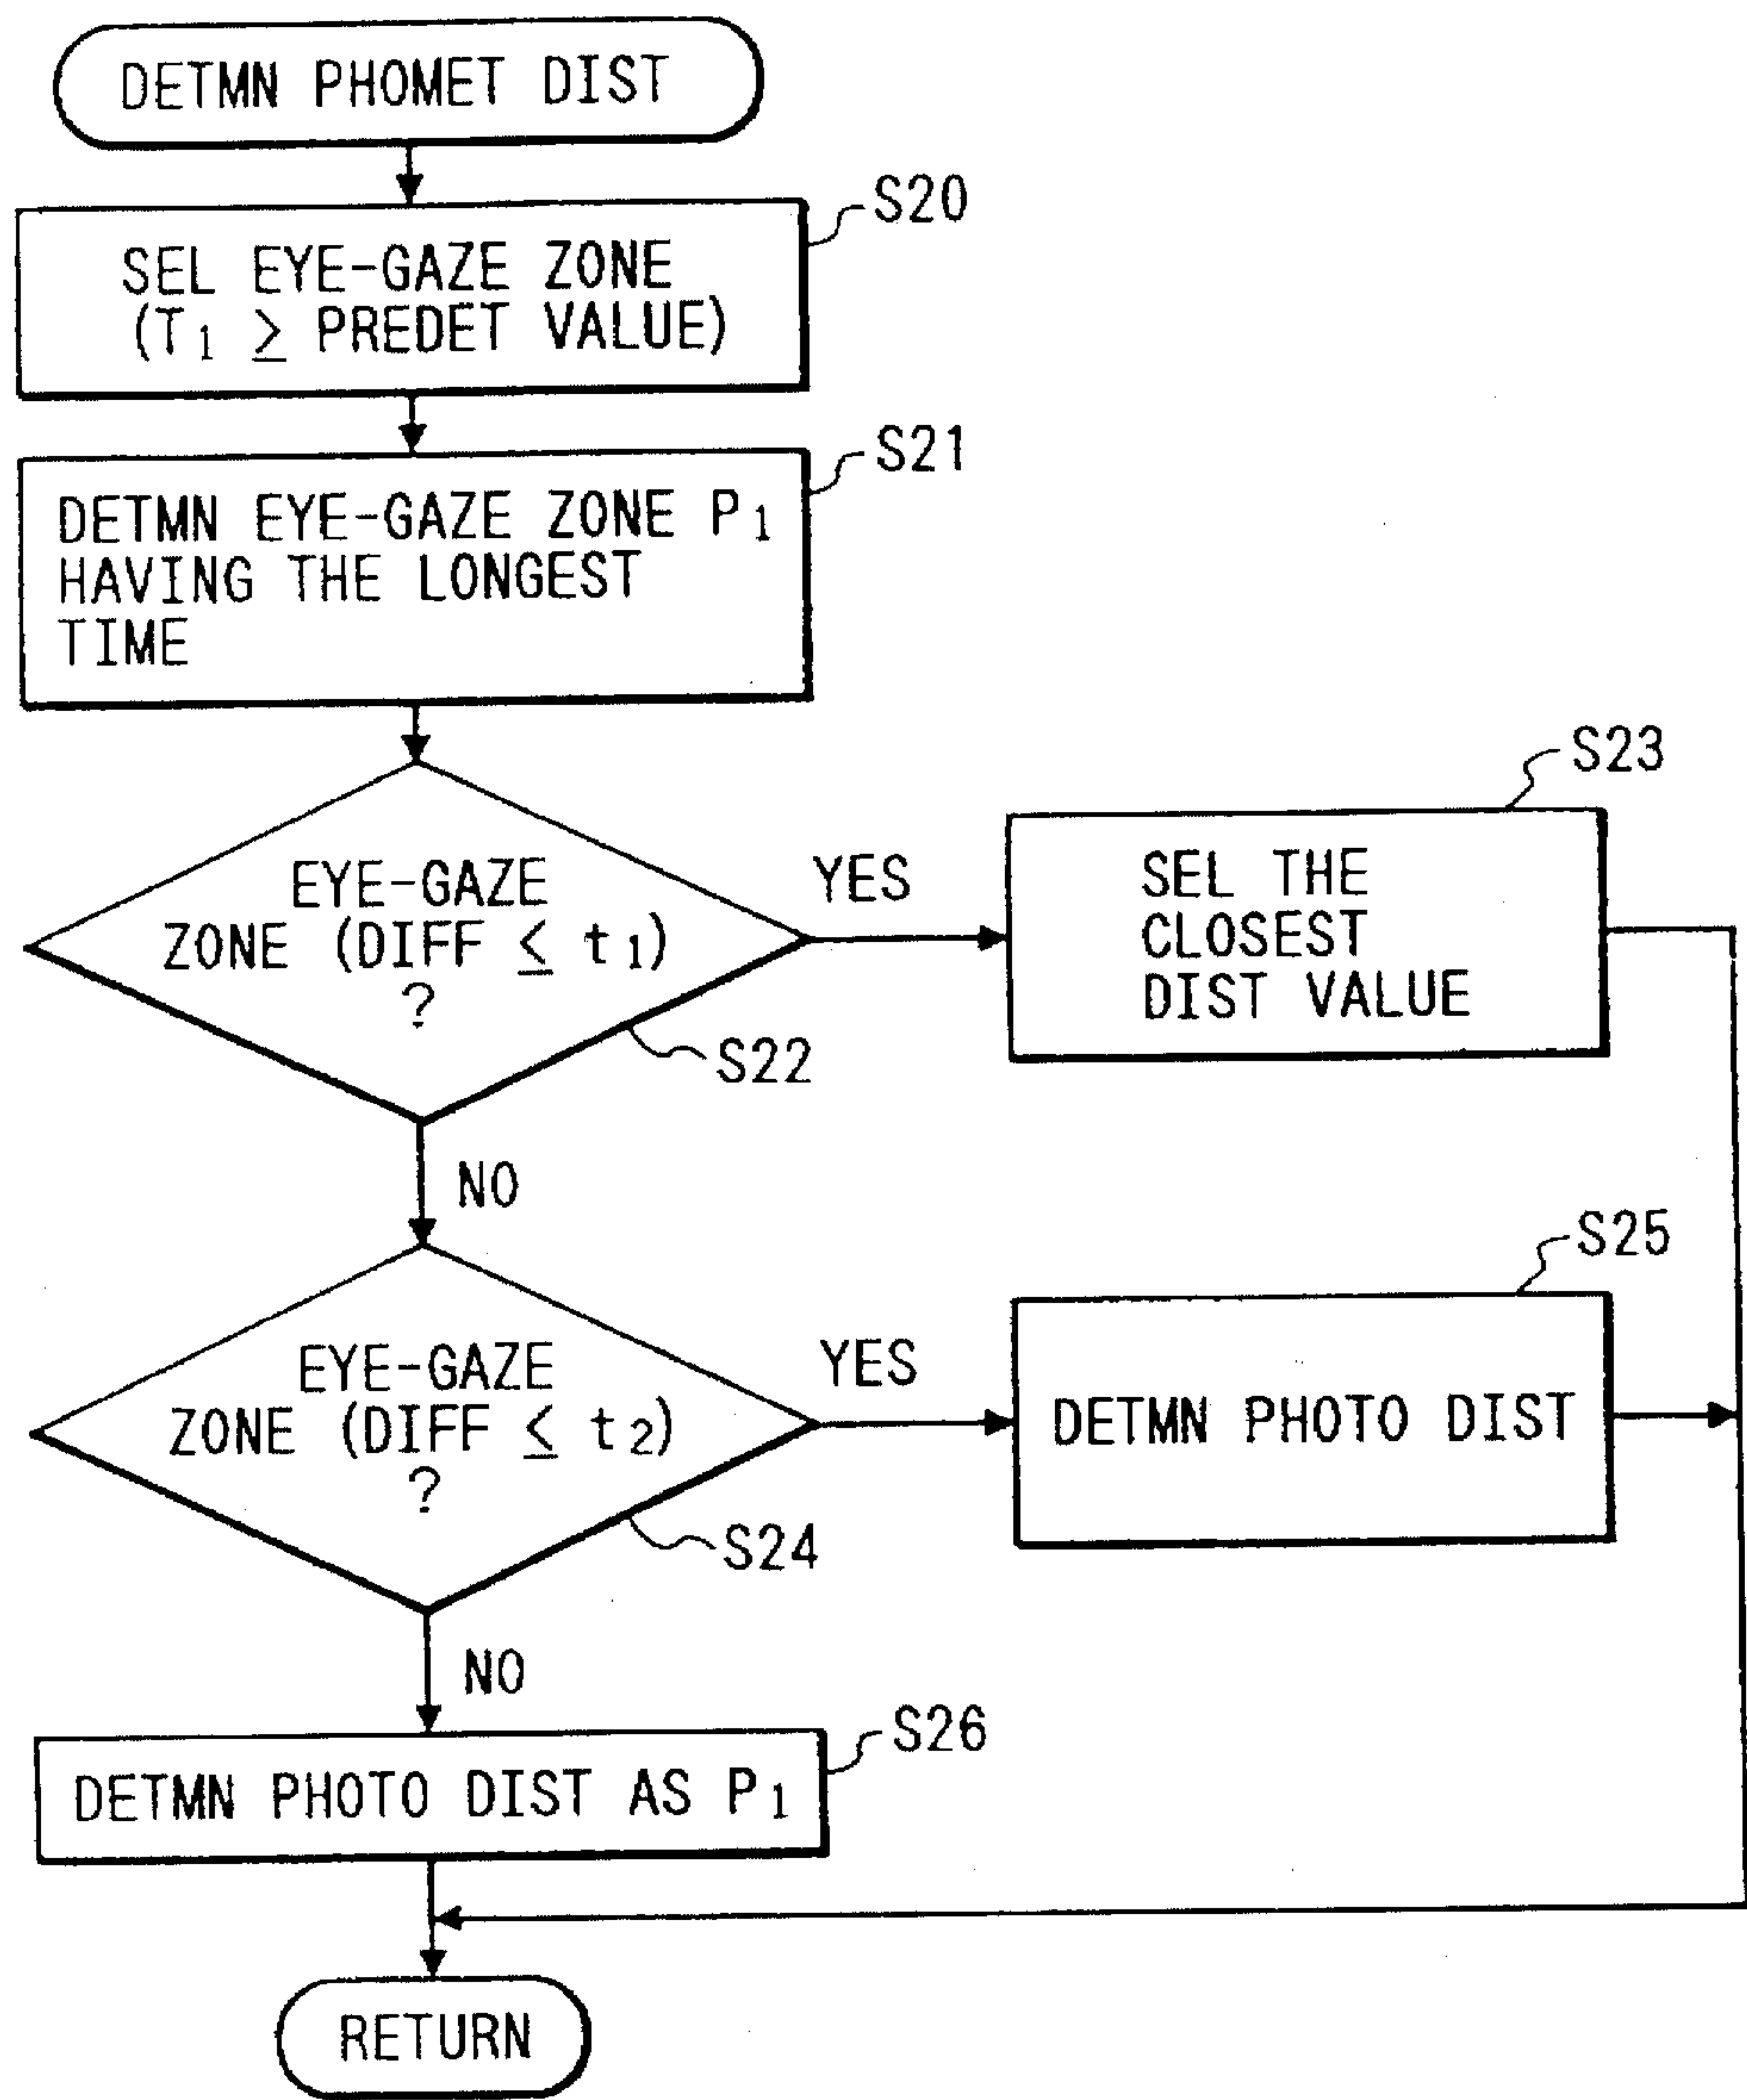 DETMN PHOMET DIST
S20
SEL EYE-GAZE ZONE
(T₁ ≥ PREDET VALUE)
S21
DETMN EYE-GAZE ZONE P₁
HAVING THE LONGEST
TIME
EYE-GAZE
ZONE (DIFF ≤ t₁)
?
S22
YES
S23
SEL THE
CLOSEST
DIST VALUE
NO
EYE-GAZE
ZONE (DIFF ≤ t₂)
?
S24
YES
S25
DETMN PHOTO DIST
NO
S26
DETMN PHOTO DIST AS P₁
RETURN